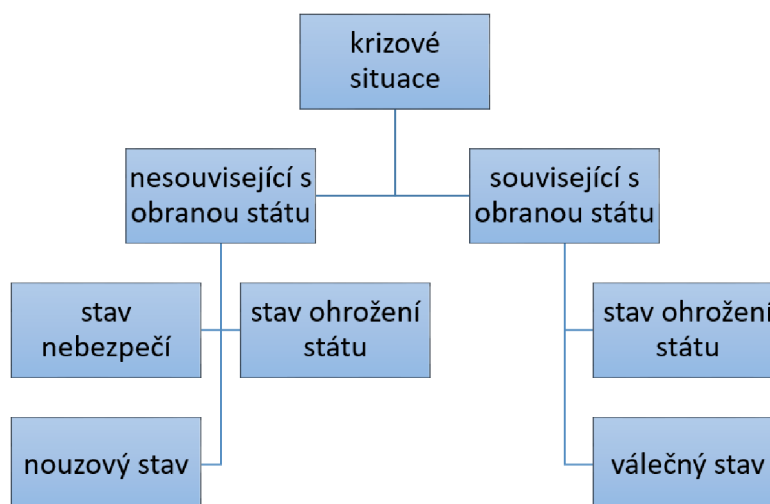 krizové
situace
nesouvisející s
obranou státu
související s
obranou státu
stav
nebezpečí
stav ohrožení
státu
stav ohrožení
státu
nouzový stav
válečný stav